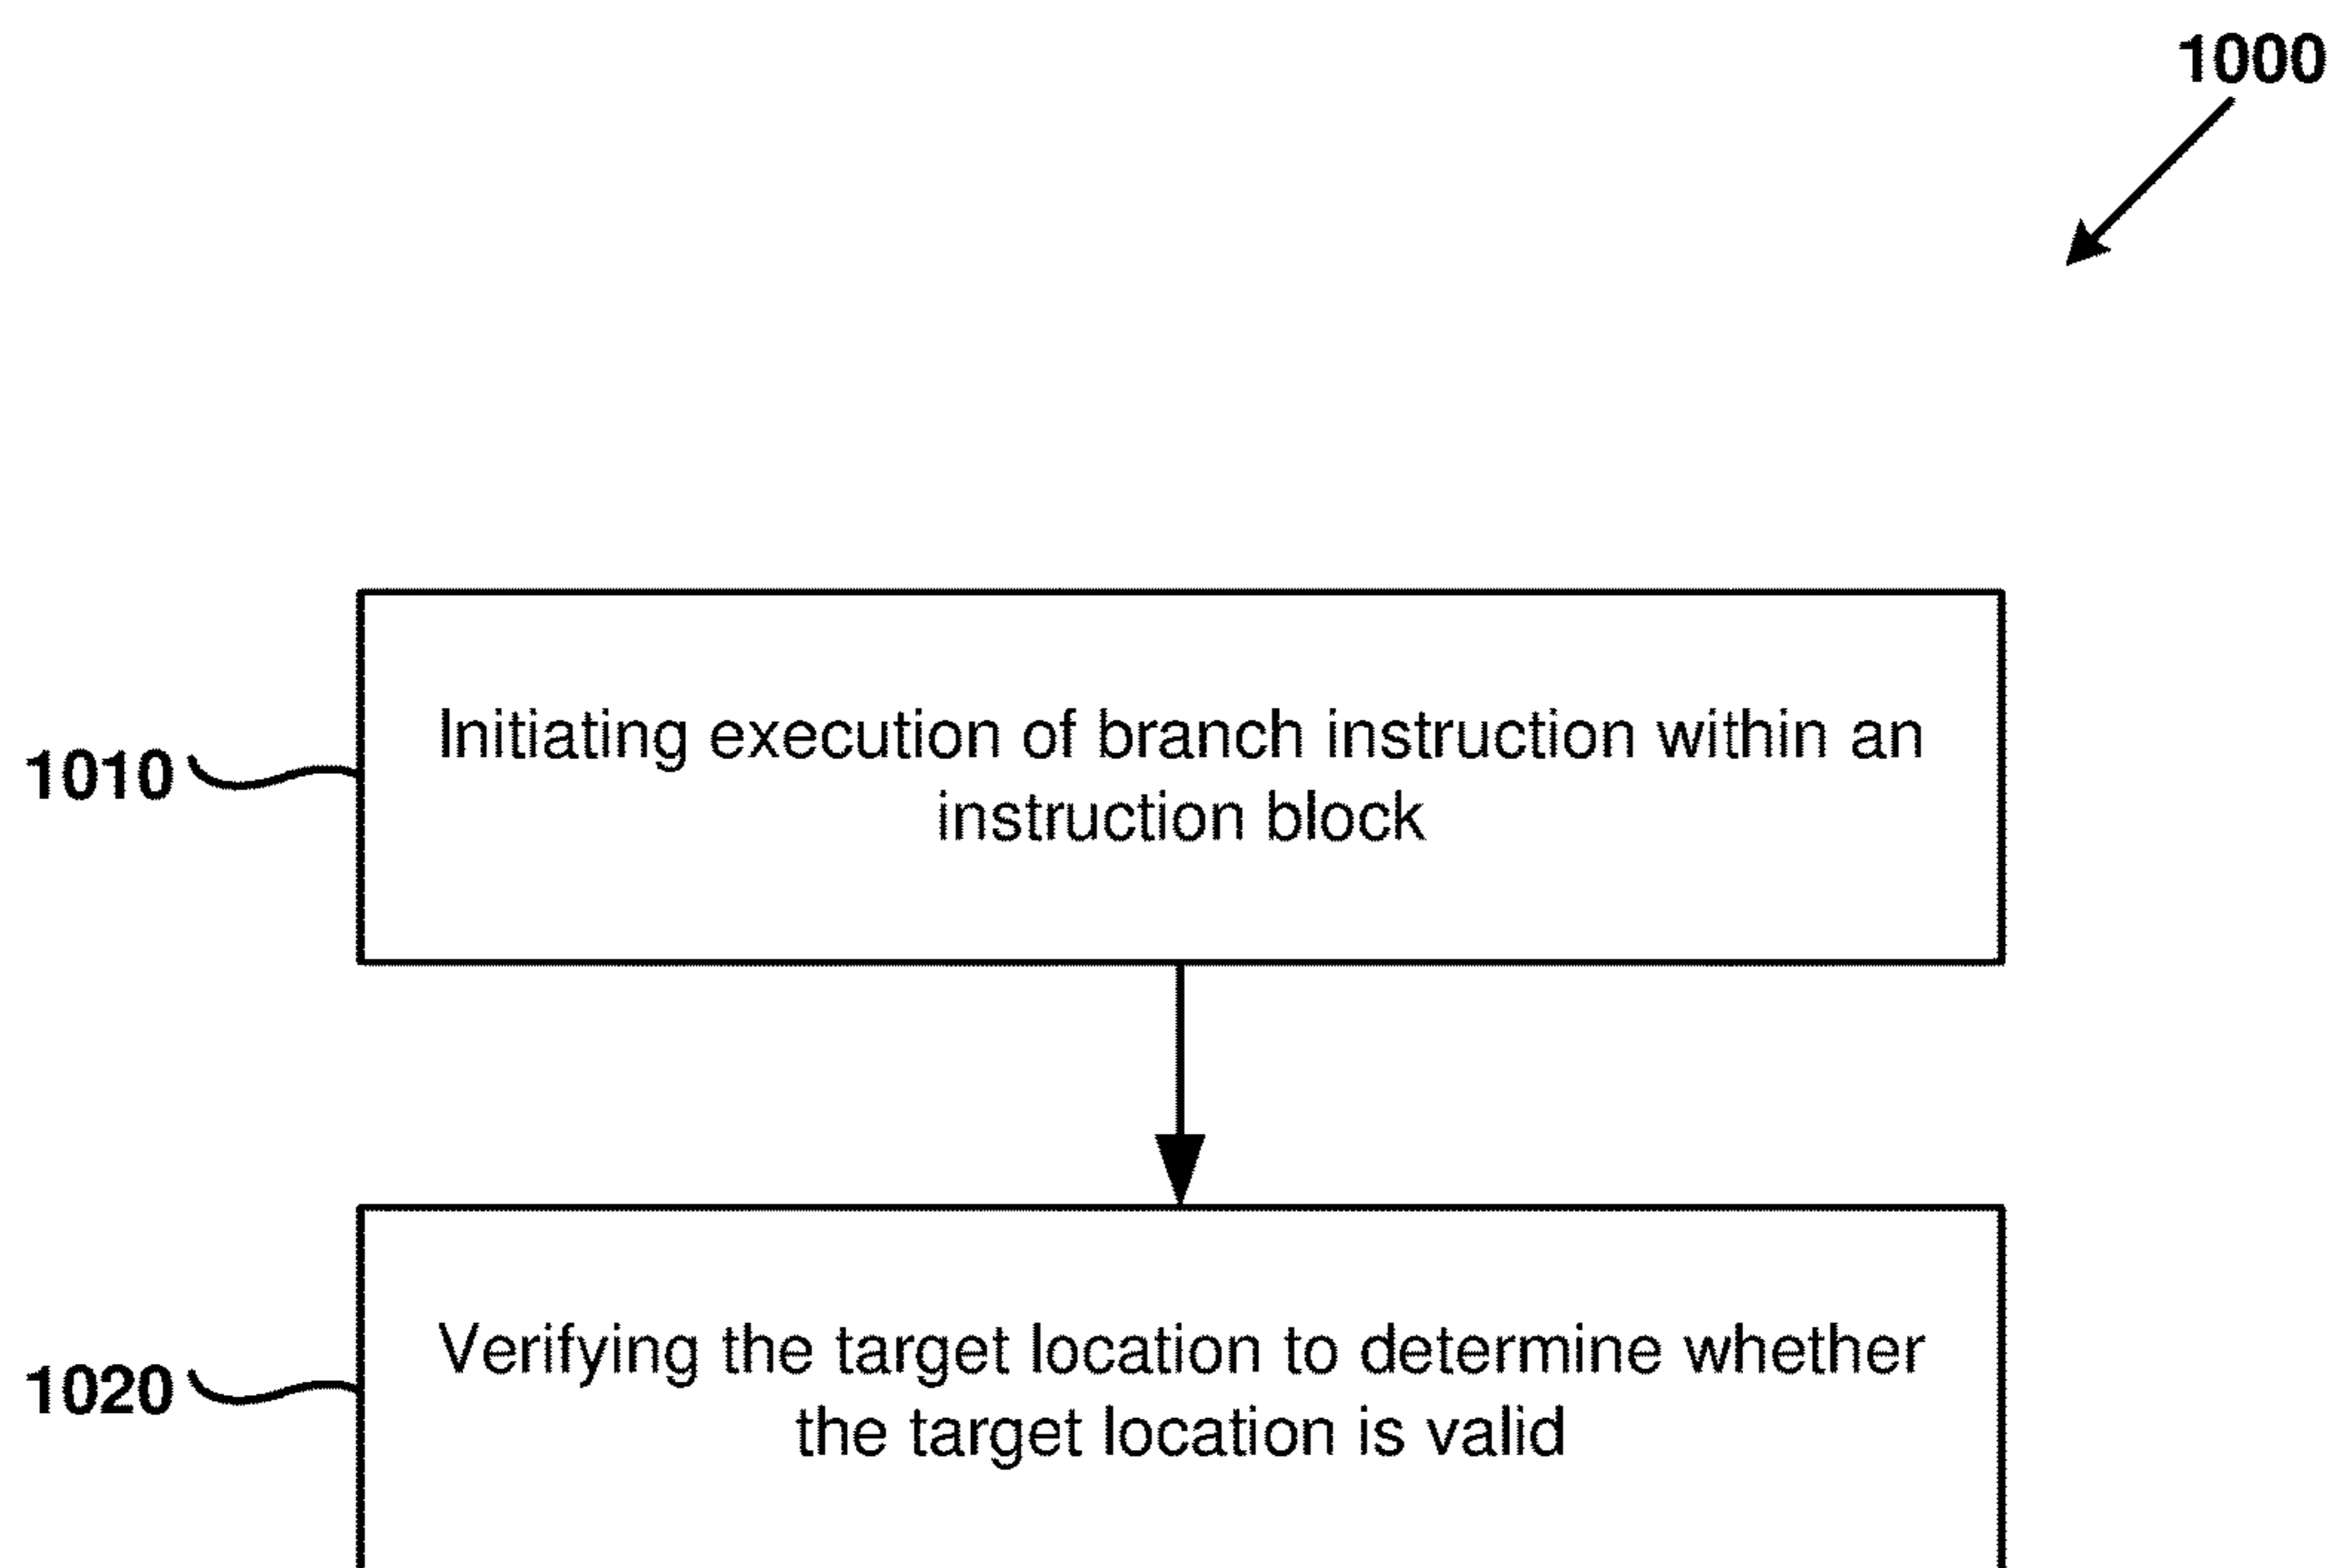 1000
1010
Initiating execution of branch instruction within an
instruction block
1020
Verifying the target location to determine whether
the target location is valid